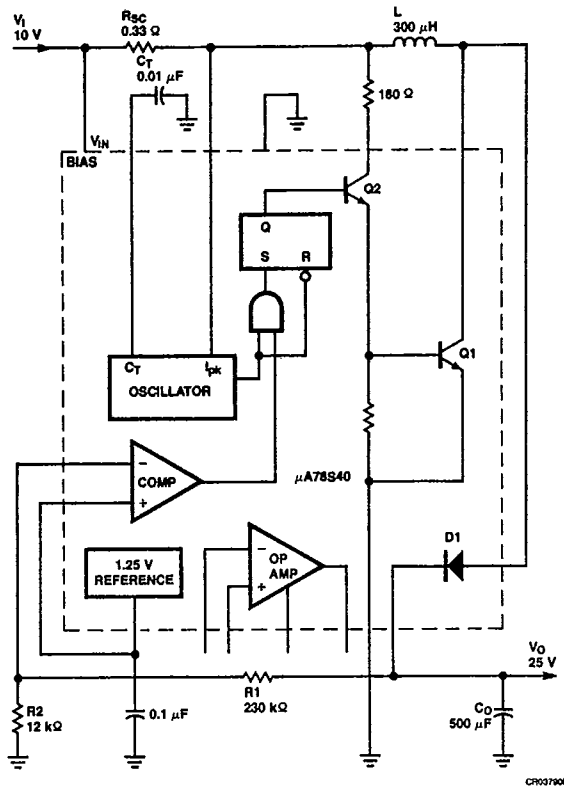 VI
10 V
RSC
0.33 Ω
CT
0.01 μF
L
300 μH
180 Ω
VIN
BIAS
Q2
Q
S R
Q1
CT Ipk
OSCILLATOR
−
COMP
+
μA78S40
1.25 V
REFERENCE
−
OP
AMP
+
D1
VO
25 V
R1
230 kΩ
R2
12 kΩ
0.1 μF
CO
500 μF